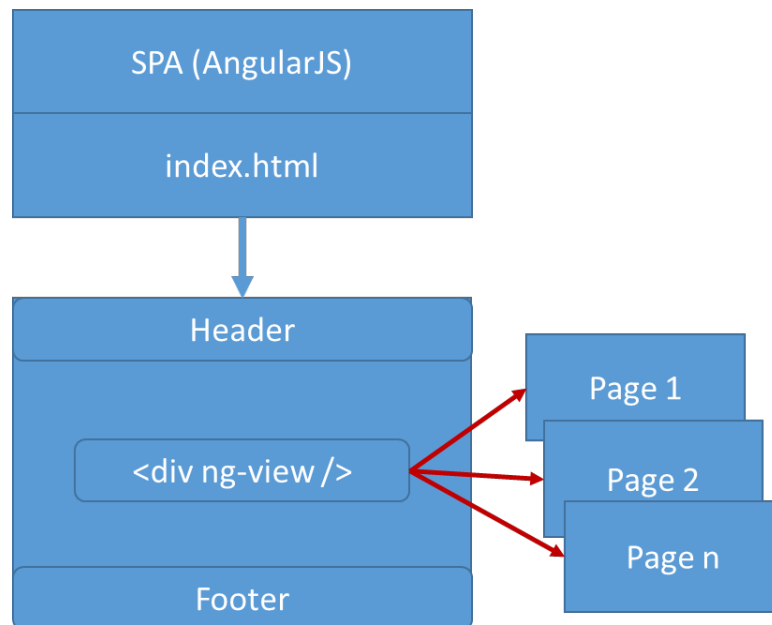 SPA (AngularJS)
index.html
Header
<div ng-view />
Footer
Page 1
Page 2
Page n